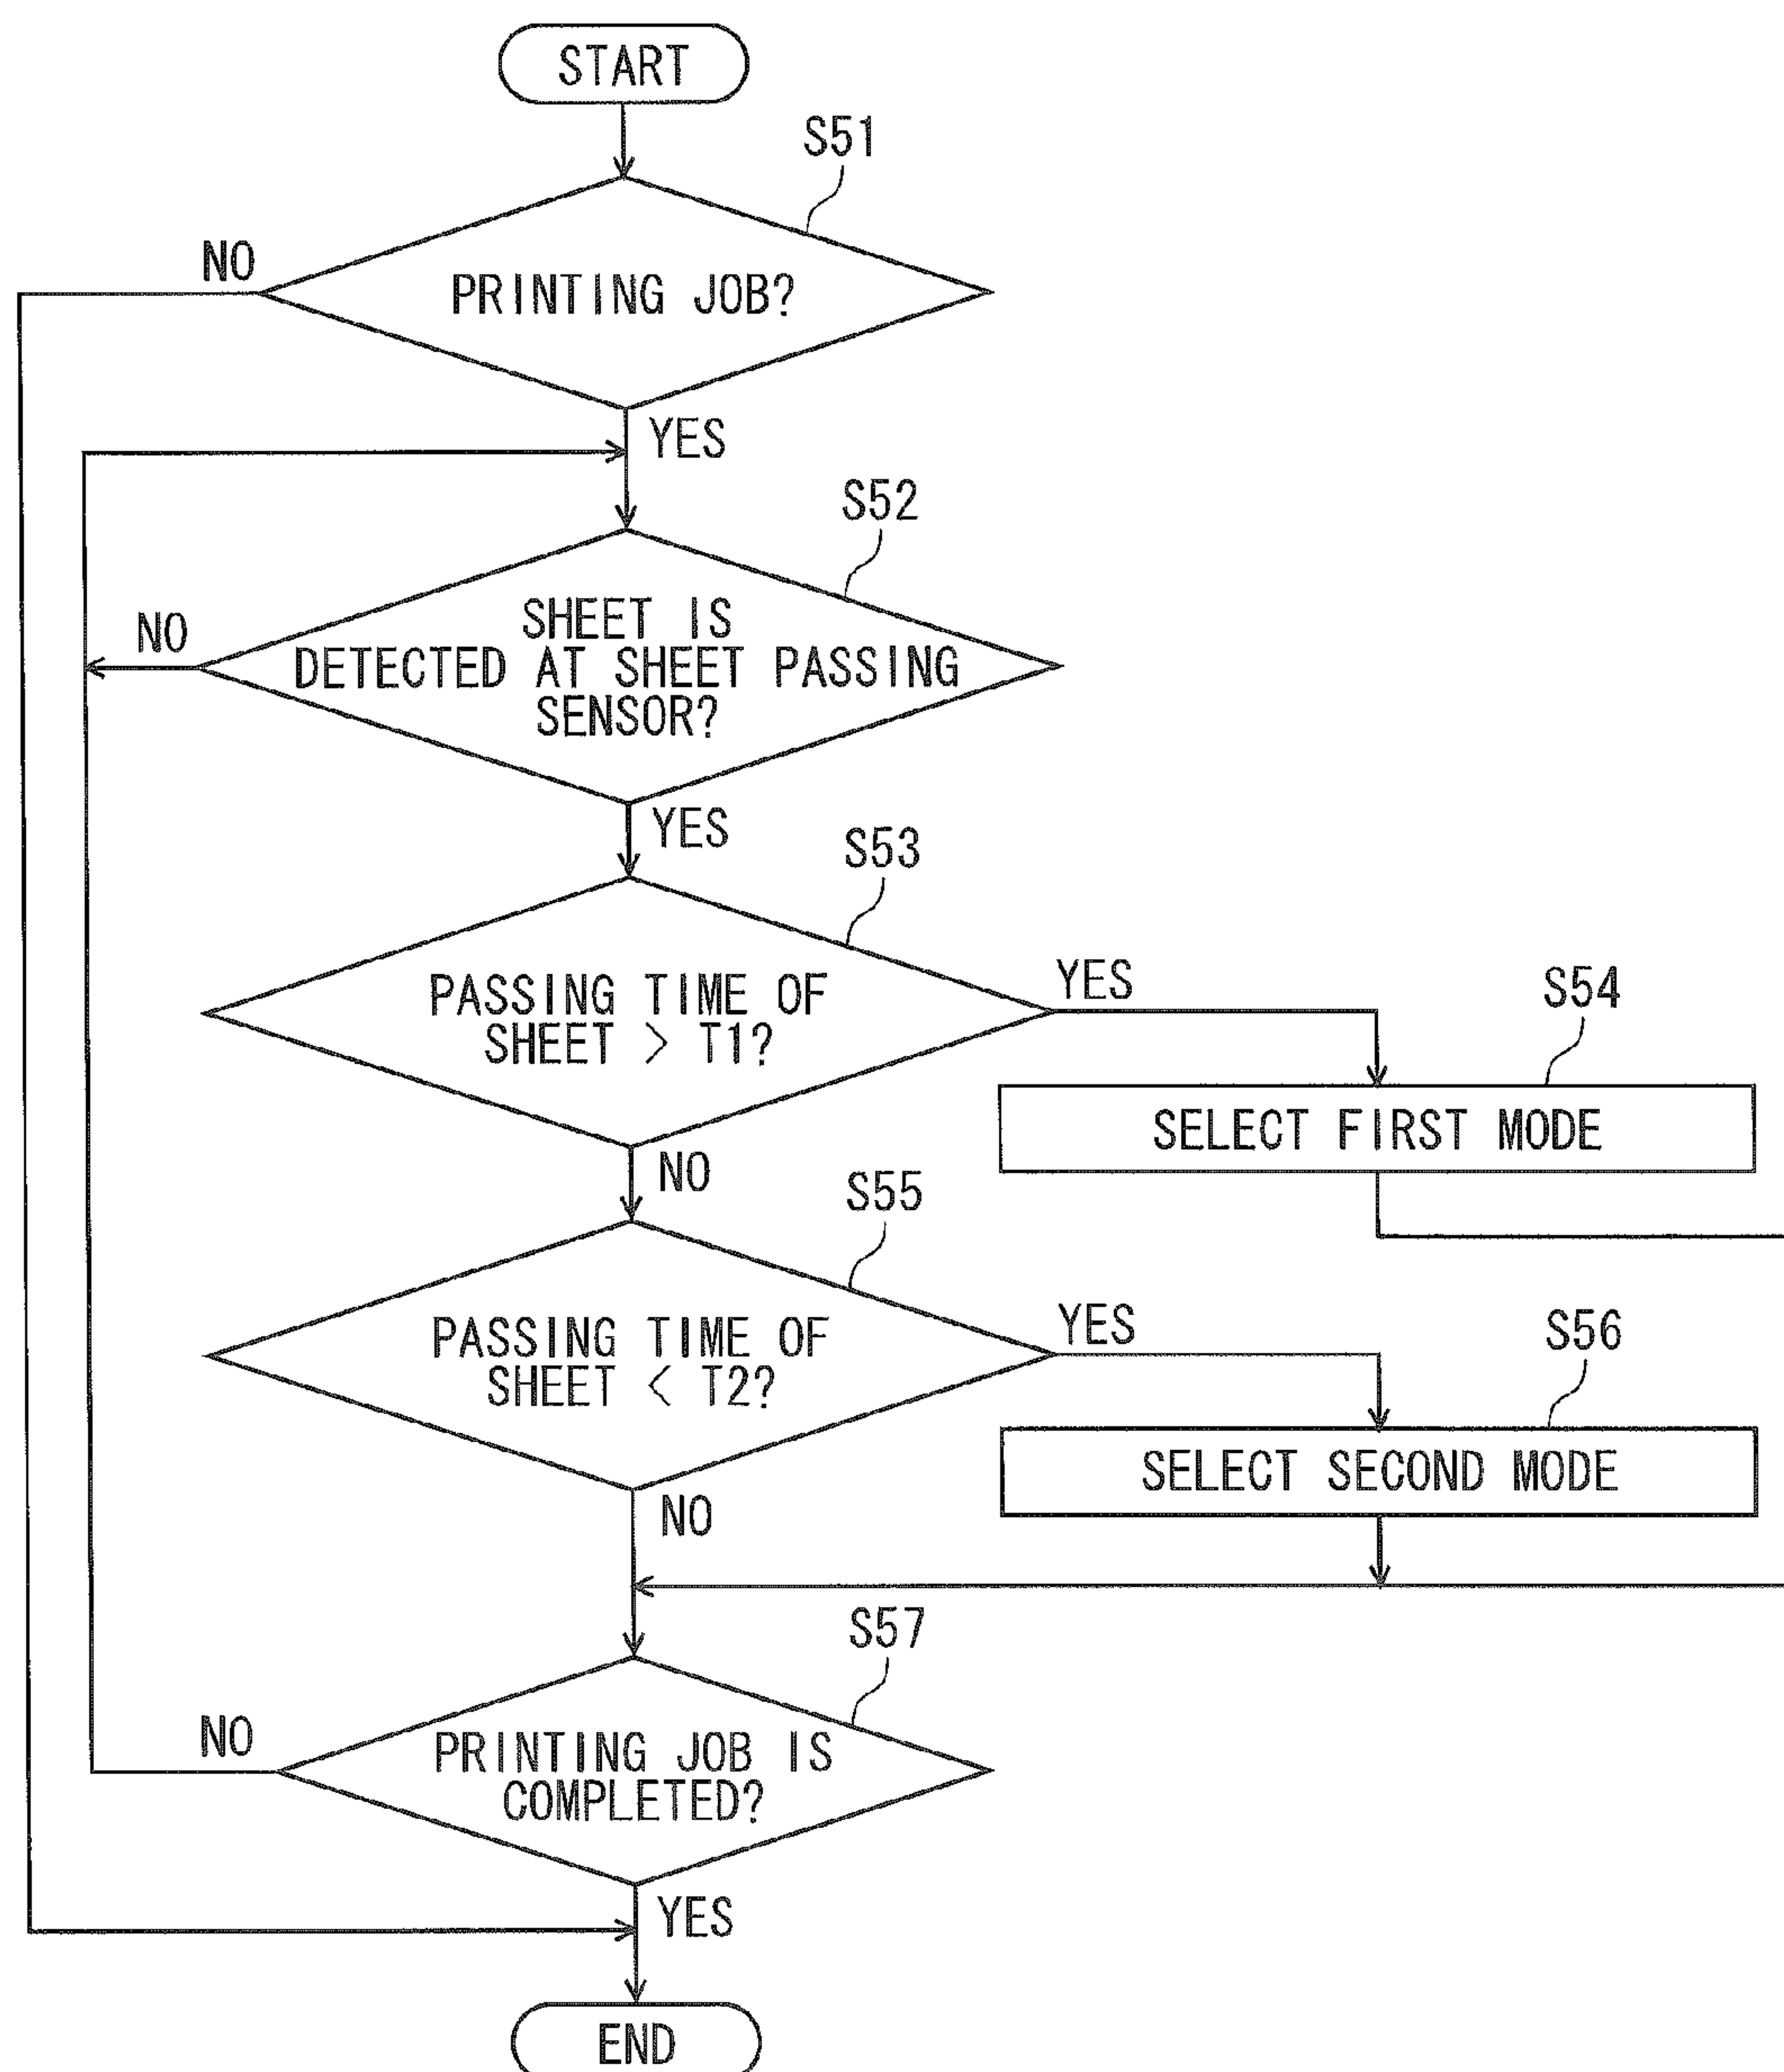 START
S51
NO
PRINTING JOB?
YES
S52
NO
SHEET IS
DETECTED AT SHEET PASSING
SENSOR?
YES
S53
PASSING TIME OF
SHEET > T1?
YES
S54
SELECT FIRST MODE
NO
S55
PASSING TIME OF
SHEET < T2?
YES
S56
SELECT SECOND MODE
NO
S57
NO
PRINTING JOB IS
COMPLETED?
YES
END